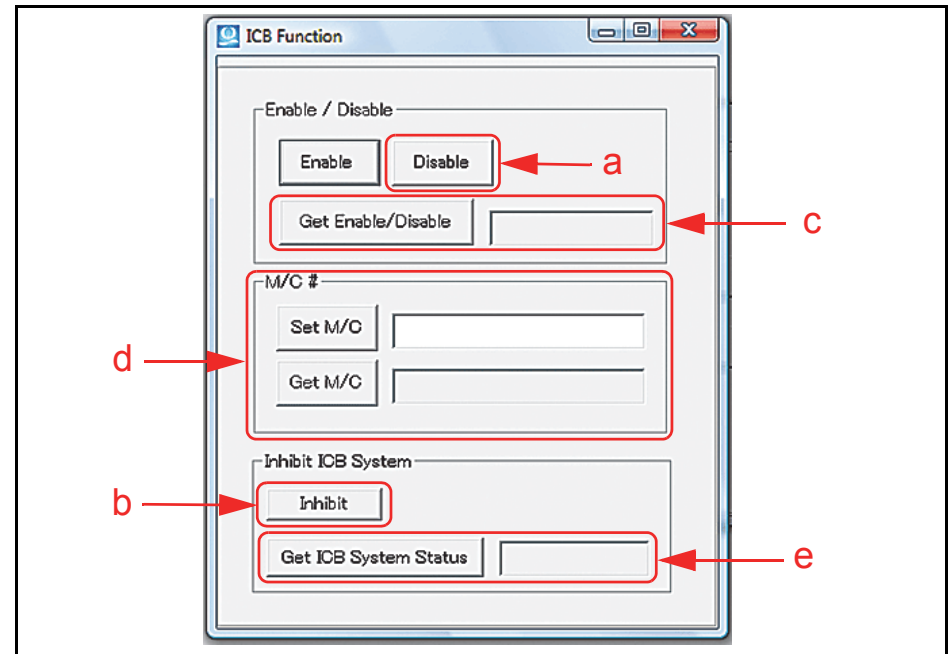 ICB Function
Enable / Disable
Enable Disable a
Get Enable/Disable c
M/C #
Set M/C
d
Get M/C
Inhibit ICB System
b Inhibit
Get ICB System Status e